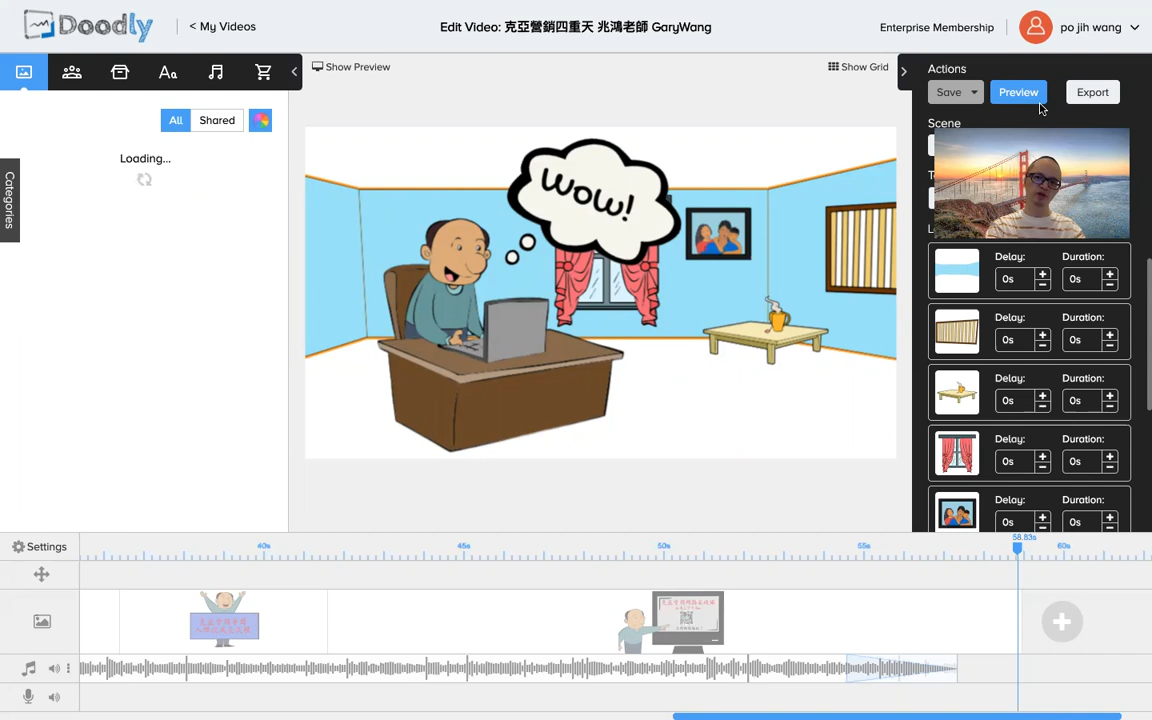 Doodly
< My Videos
Edit Video: 克亞營銷四重天 兆鴻老師 GaryWang
Enterprise Membership
po jih wang
Aa
Show Preview
Show Grid
All
Shared
Loading...
Categories
WOW!
Actions
Save
Preview
Export
Scene
Delay:
Duration:
0s
0s
Delay:
Duration:
0s
0s
Delay:
Duration:
0s
0s
Delay:
Duration:
0s
0s
Delay:
Duration:
0s
0s
Settings
40s
45s
50s
55s
58.83s
60s